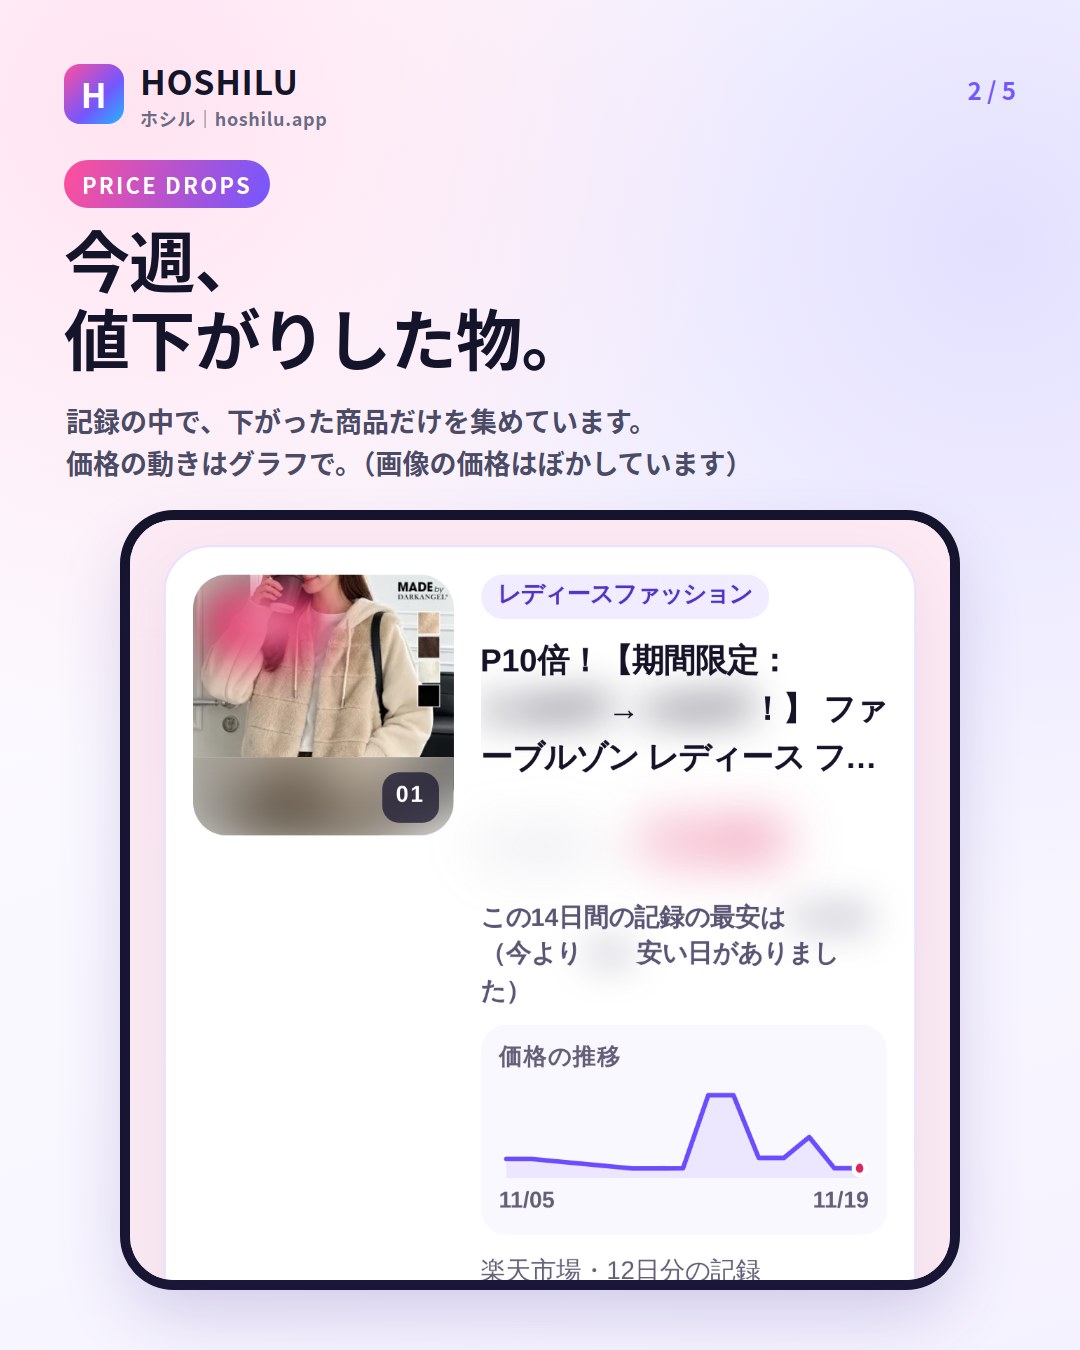 H
HOSHILU
ホシル｜hoshilu.app
2 / 5
PRICE DROPS
今週、
値下がりした物。
記録の中で、下がった商品だけを集めています。
価格の動きはグラフで。（画像の価格はぼかしています）
MADE by
DARKANGEL
01
レディースファッション
P10倍！【期間限定：
→ ！】 ファ
ーブルゾン レディース フ...
この14日間の記録の最安は
（今より 安い日がありまし
た）
価格の推移
11/05
11/19
楽天市場・12日分の記録